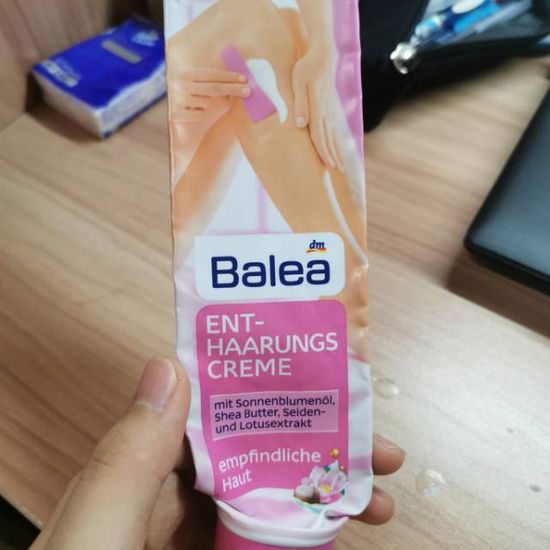 dm
Balea
ENT-
HAARUNGS
CREME
mit Sonnenblumenöl,
Shea Butter, Seiden-
und Lotusextrakt
empfindliche
Haut